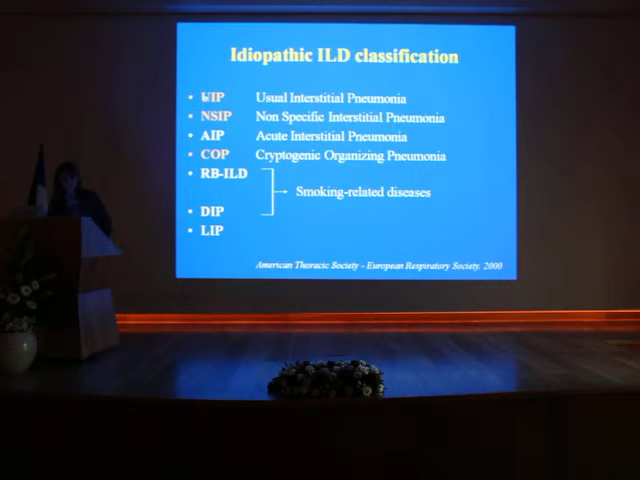 Idiopathic ILD classification
• UIP Usual Interstitial Pneumonia
• NSIP Non Specific Interstitial Pneumonia
• AIP Acute Interstitial Pneumonia
• COP Cryptogenic Organizing Pneumonia
• RB-ILD
Smoking-related diseases
• DIP
• LIP
American Thoracic Society - European Respiratory Society. 2000